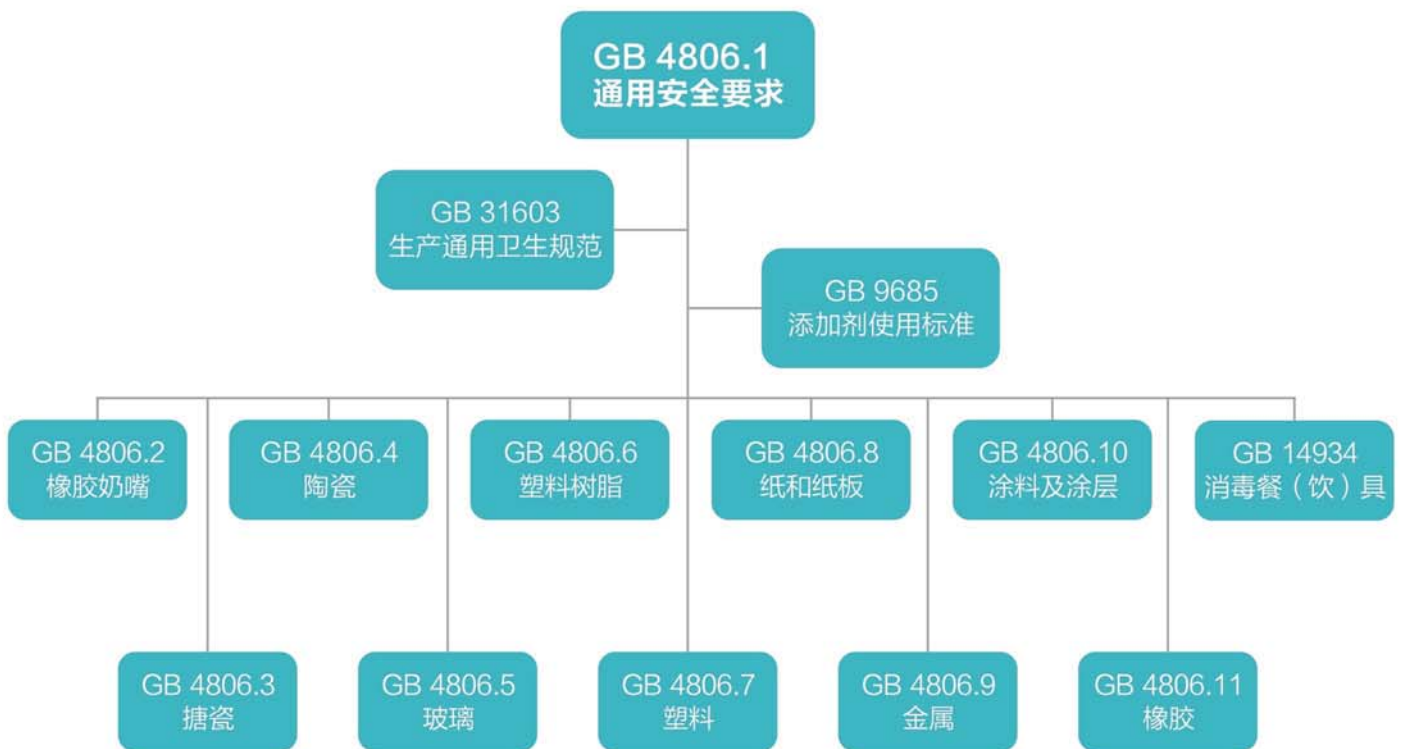 GB 4806.1
通用安全要求
GB 31603
生产通用卫生规范
GB 9685
添加剂使用标准
GB 4806.2
橡胶奶嘴
GB 4806.4
陶瓷
GB 4806.6
塑料树脂
GB 4806.8
纸和纸板
GB 4806.10
涂料及涂层
GB 14934
消毒餐（饮）具
GB 4806.3
搪瓷
GB 4806.5
玻璃
GB 4806.7
塑料
GB 4806.9
金属
GB 4806.11
橡胶